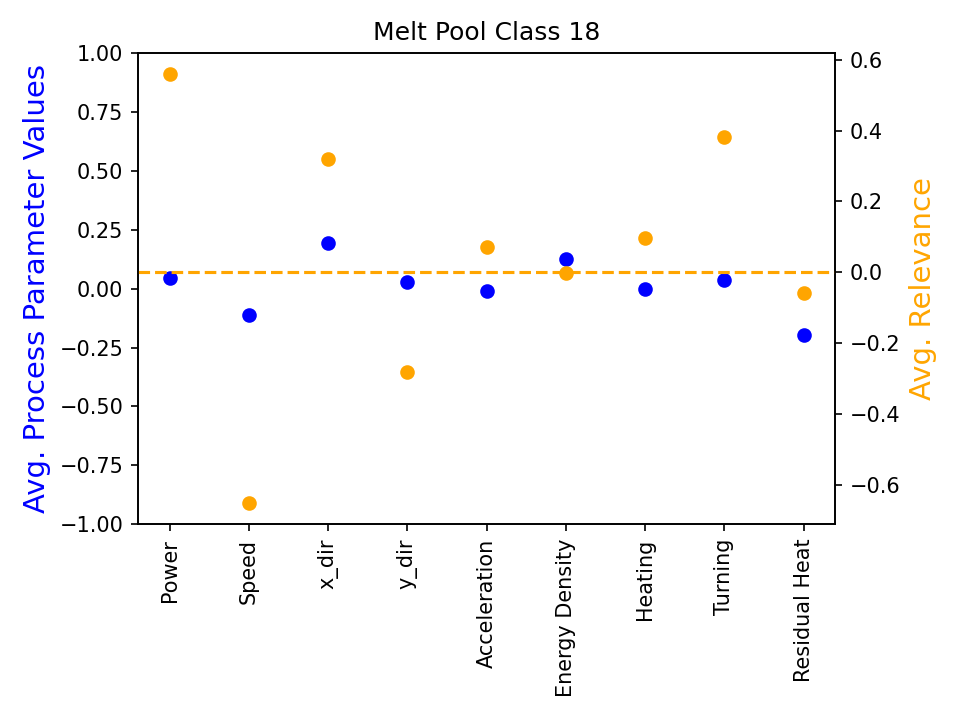 Melt Pool Class 18
Avg. Process Parameter Values
1.00
0.75
0.50
0.25
0.00
−0.25
−0.50
−0.75
−1.00
0.6
0.4
0.2
0.0
−0.2
−0.4
−0.6
Avg. Relevance
Power
Speed
x_dir
y_dir
Acceleration
Energy Density
Heating
Turning
Residual Heat